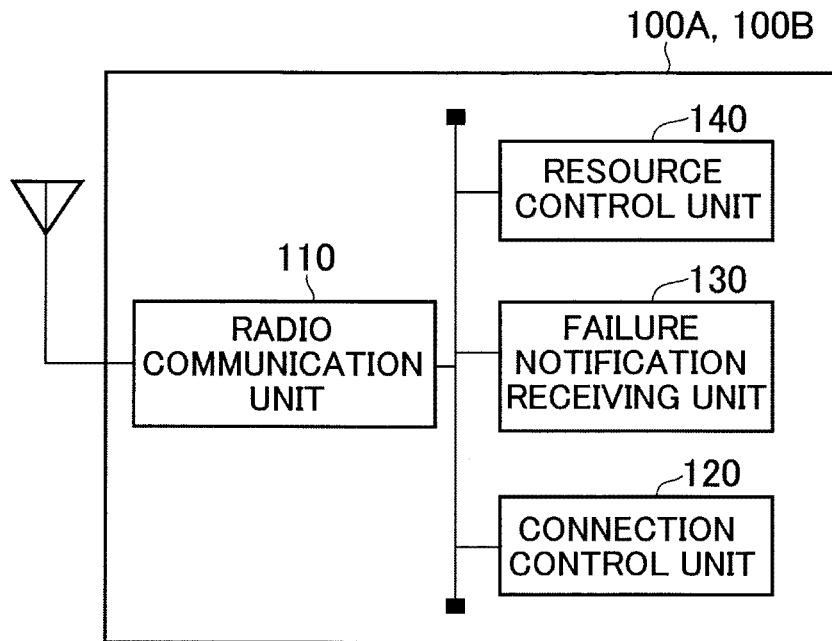 100A, 100B
140
RESOURCE
CONTROL UNIT
110
RADIO
COMMUNICATION
UNIT
130
FAILURE
NOTIFICATION
RECEIVING UNIT
120
CONNECTION
CONTROL UNIT